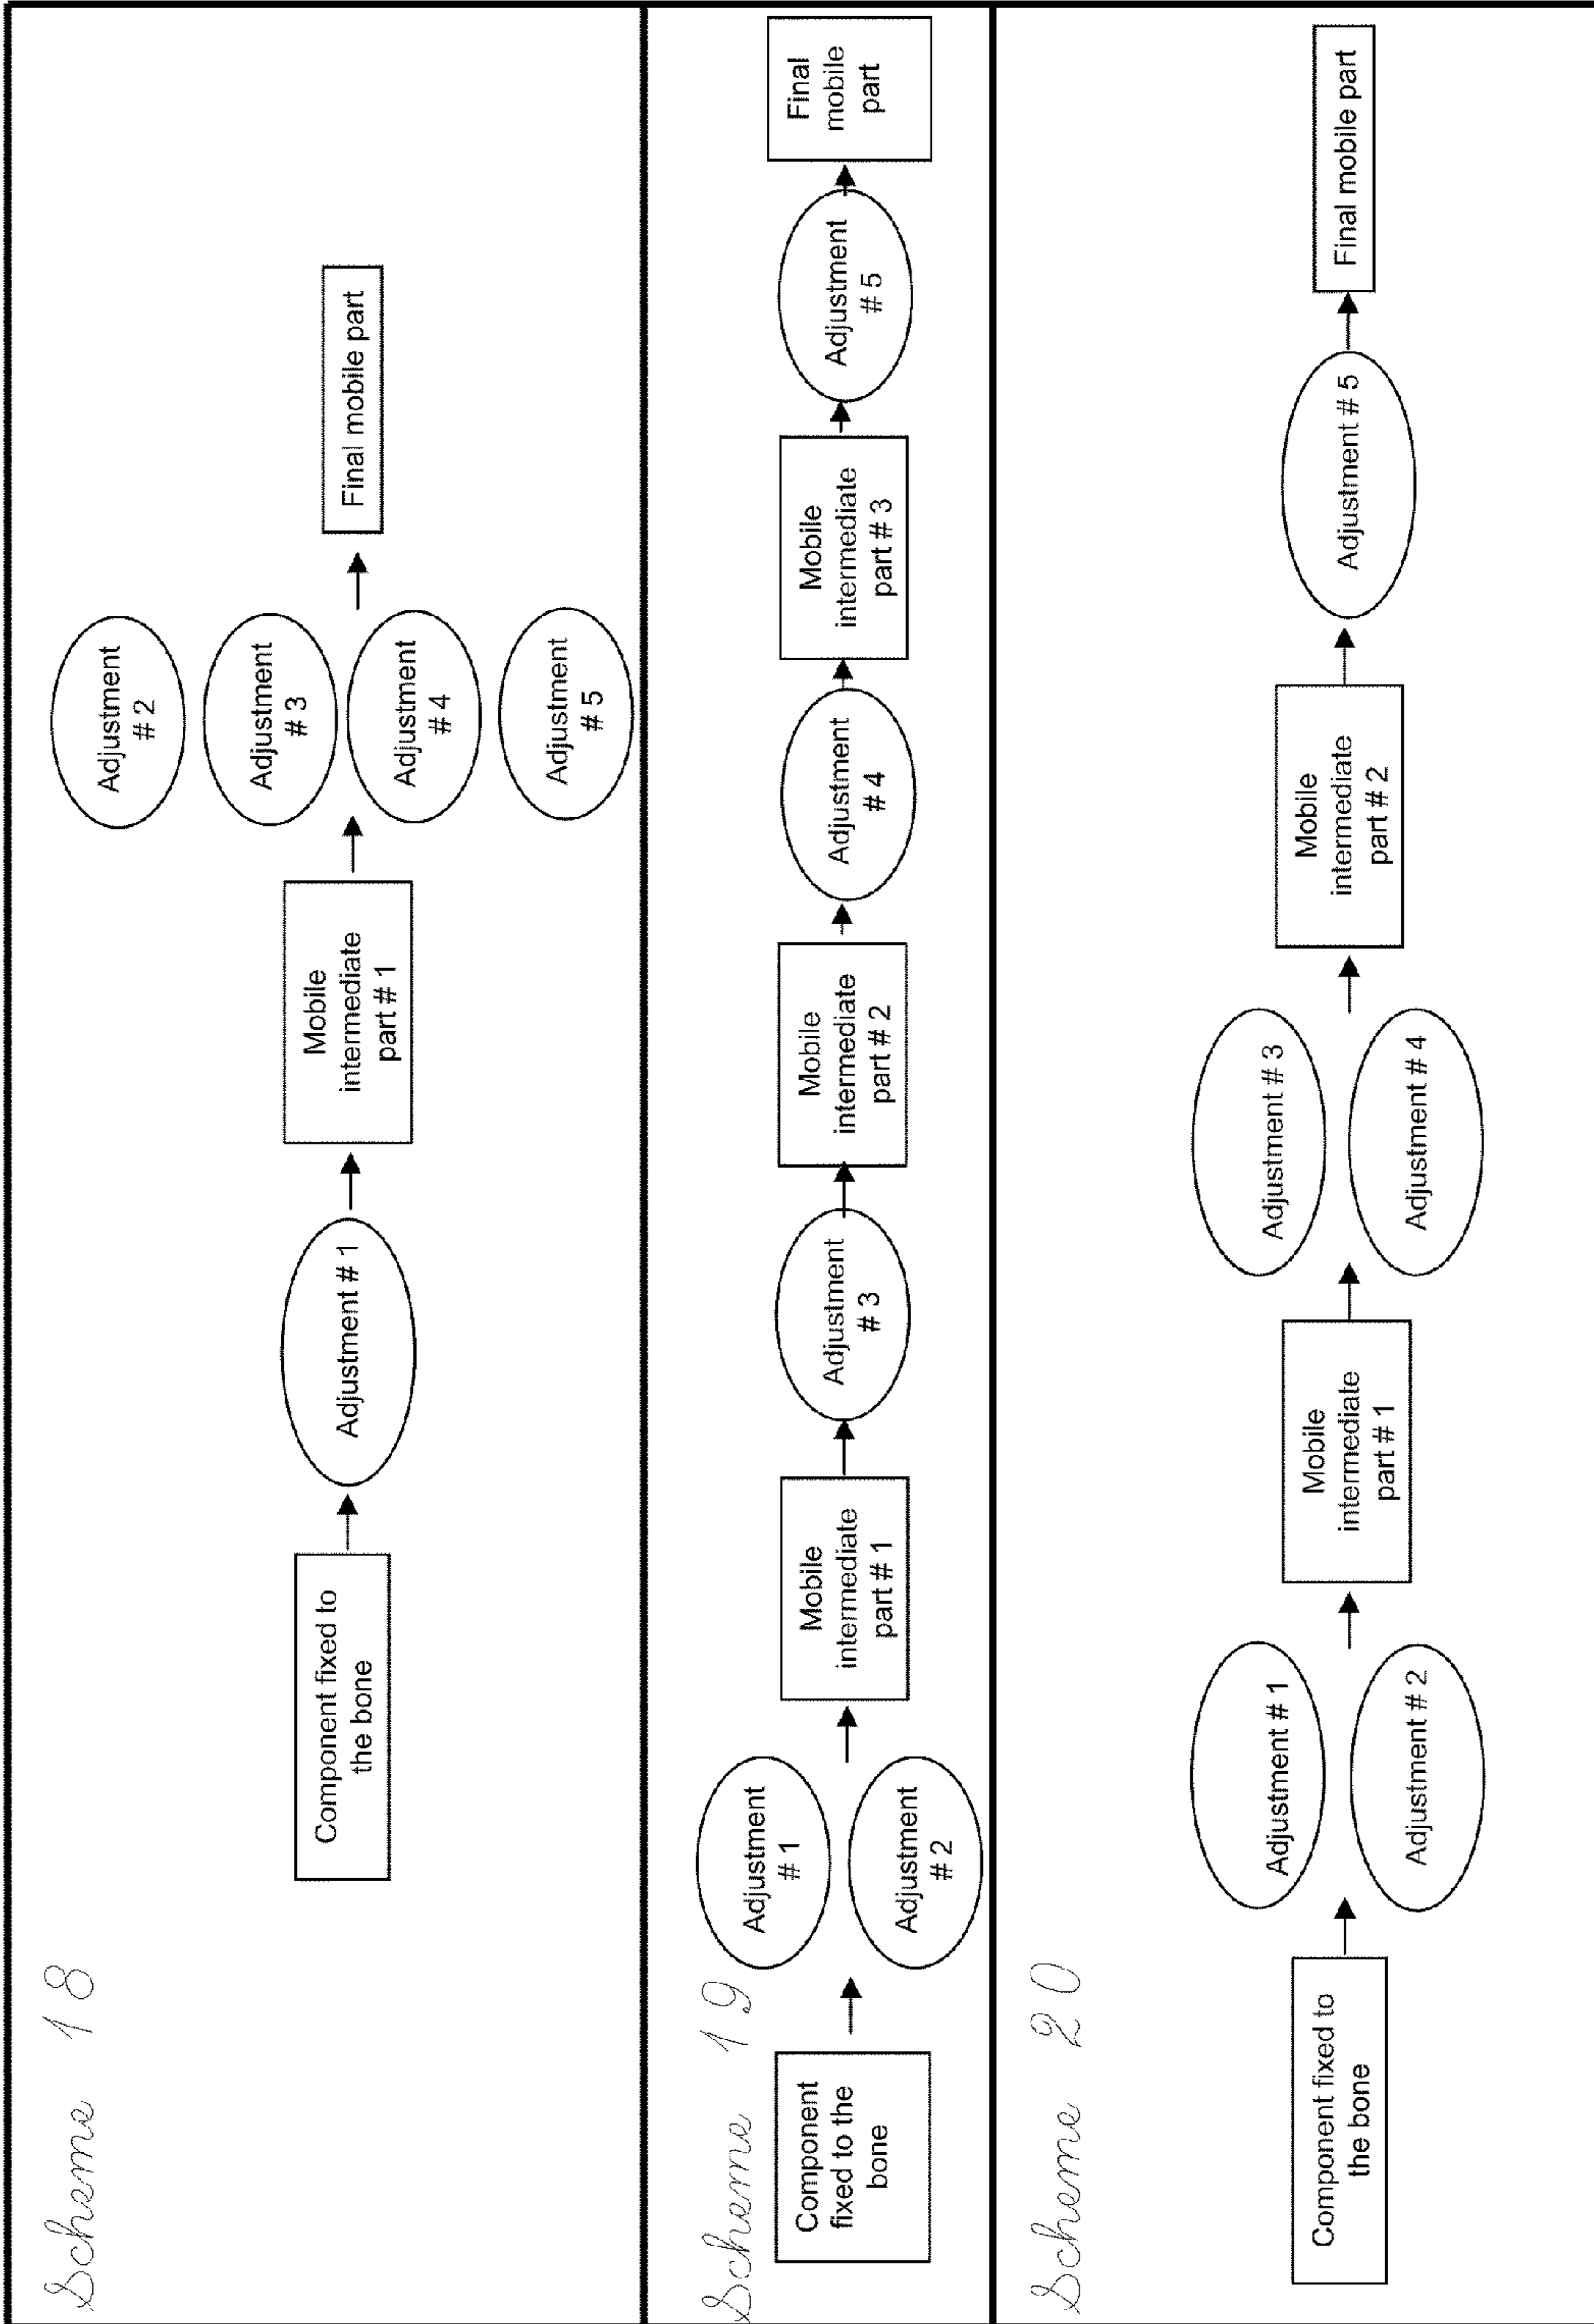 Scheme 18
Component fixed to
the bone
Adjustment # 1
Mobile
intermediate
part # 1
Adjustment
# 2
Adjustment
# 3
Adjustment
# 4
Adjustment
# 5
Final mobile part
Scheme 19
Component
fixed to the
bone
Adjustment
# 1
Adjustment
# 2
Mobile
intermediate
part # 1
Adjustment
# 3
Mobile
intermediate
part # 2
Adjustment
# 4
Mobile
intermediate
part # 3
Adjustment
# 5
Final
mobile
part
Scheme 20
Component fixed to
the bone
Adjustment # 1
Adjustment # 2
Mobile
intermediate
part # 1
Adjustment # 3
Adjustment # 4
Mobile
intermediate
part # 2
Adjustment # 5
Final mobile part